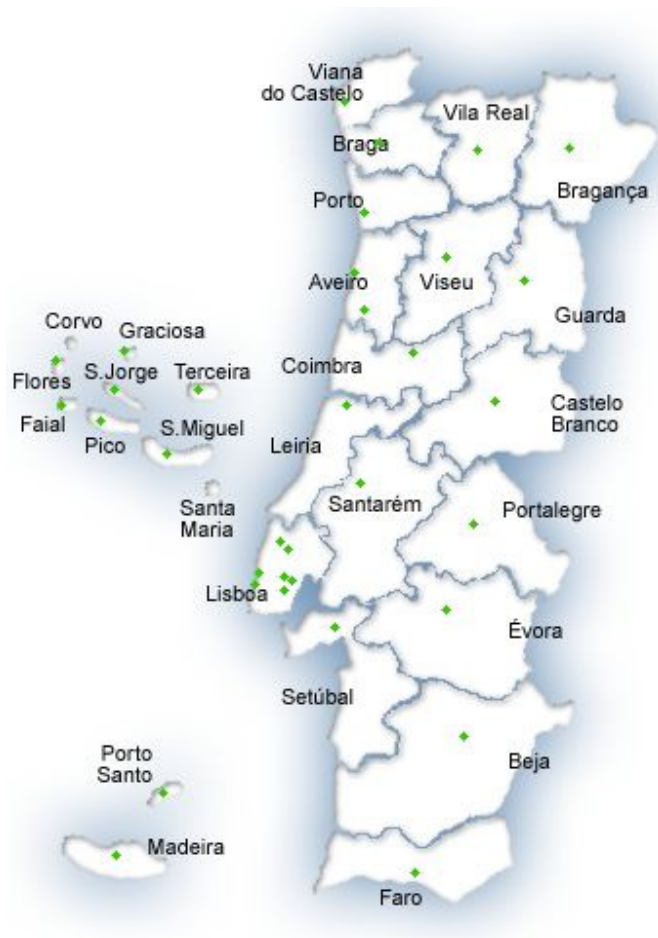 Viana
do Castelo
Vila Real
Braga
Bragança
Porto
Aveiro
Viseu
Guarda
Corvo
Graciosa
Coimbra
Flores
S.Jorge
Terceira
Castelo
Branco
Faial
Pico
S.Miguel
Leiria
Santarém
Portalegre
Santa
Maria
Lisboa
Évora
Setúbal
Porto
Santo
Beja
Madeira
Faro